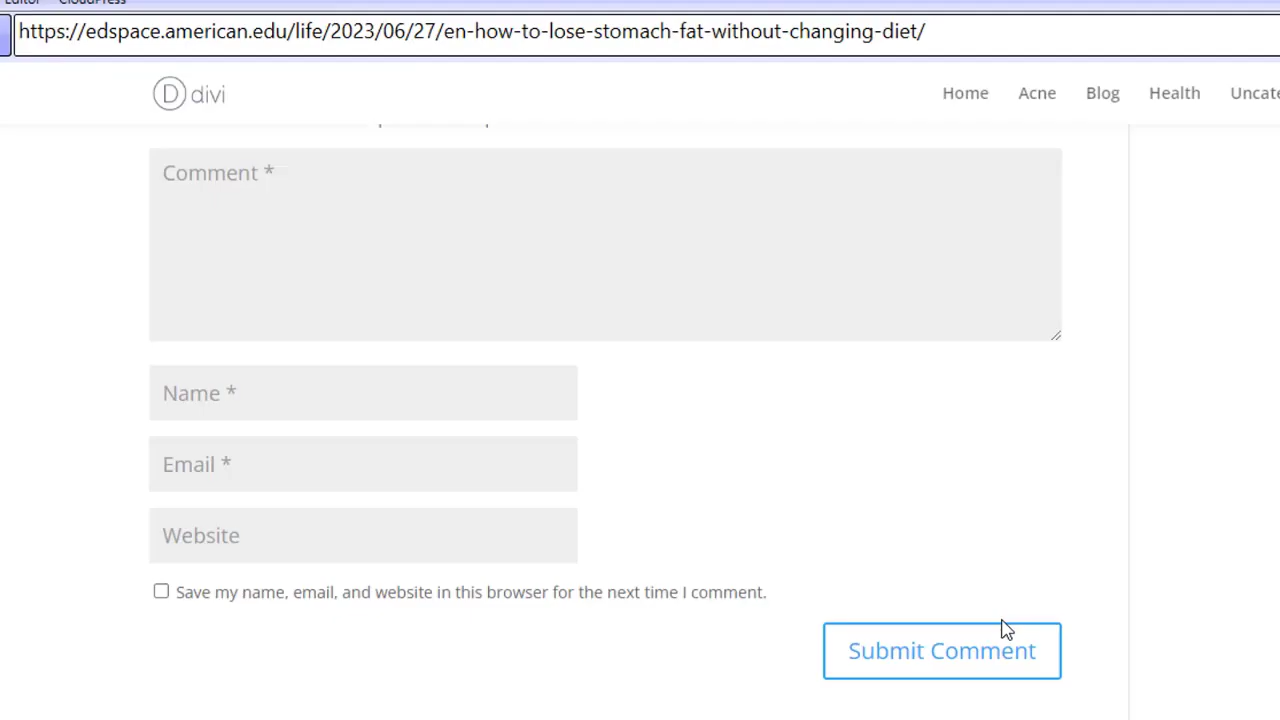 Editor CloudPress
https://edspace.american.edu/life/2023/06/27/en-how-to-lose-stomach-fat-without-changing-diet/
D divi
Home Acne Blog Health
Comment *
Name *
Email *
Website
Save my name, email, and website in this browser for the next time I comment.
Submit Comment